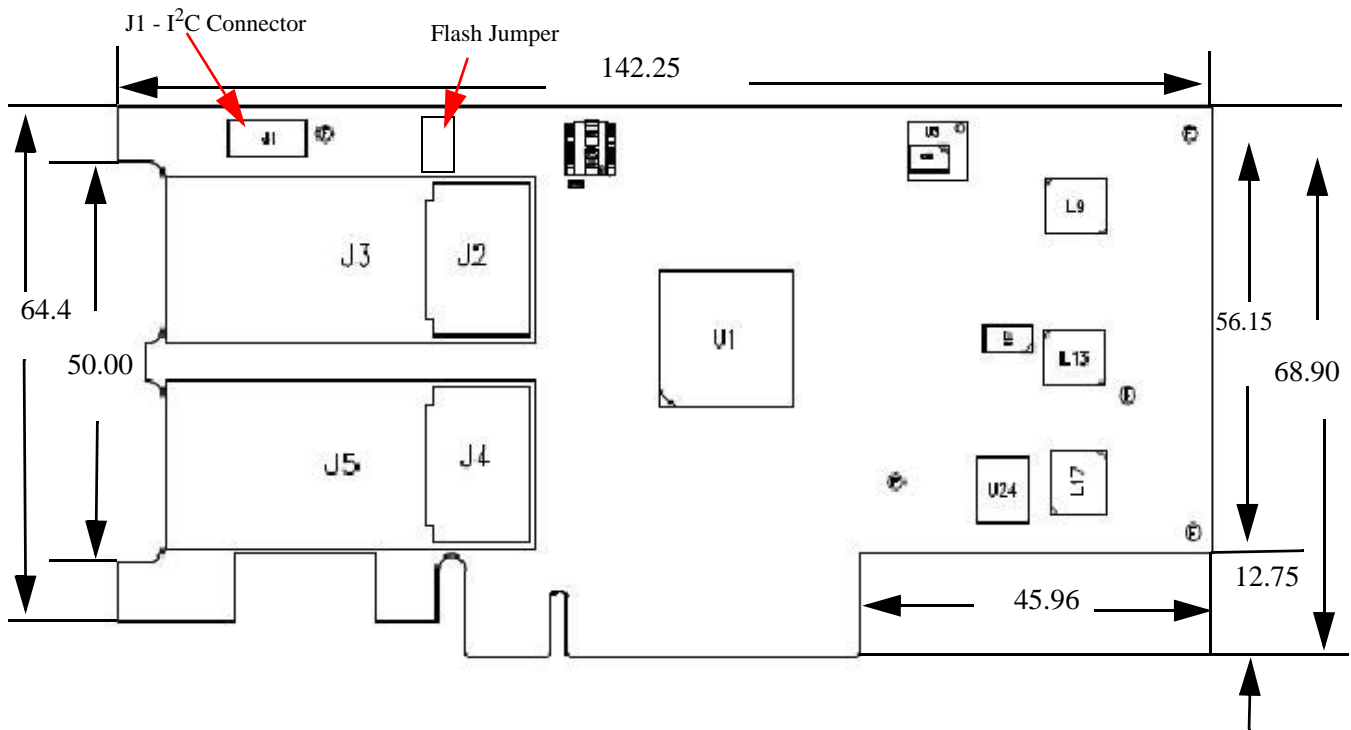 J1 - I²C Connector
Flash Jumper
142.25
J1
U5
L9
J3
J2
64.4
U1
56.15
50.00
L13
68.90
J5
J4
U24
L17
12.75
45.96